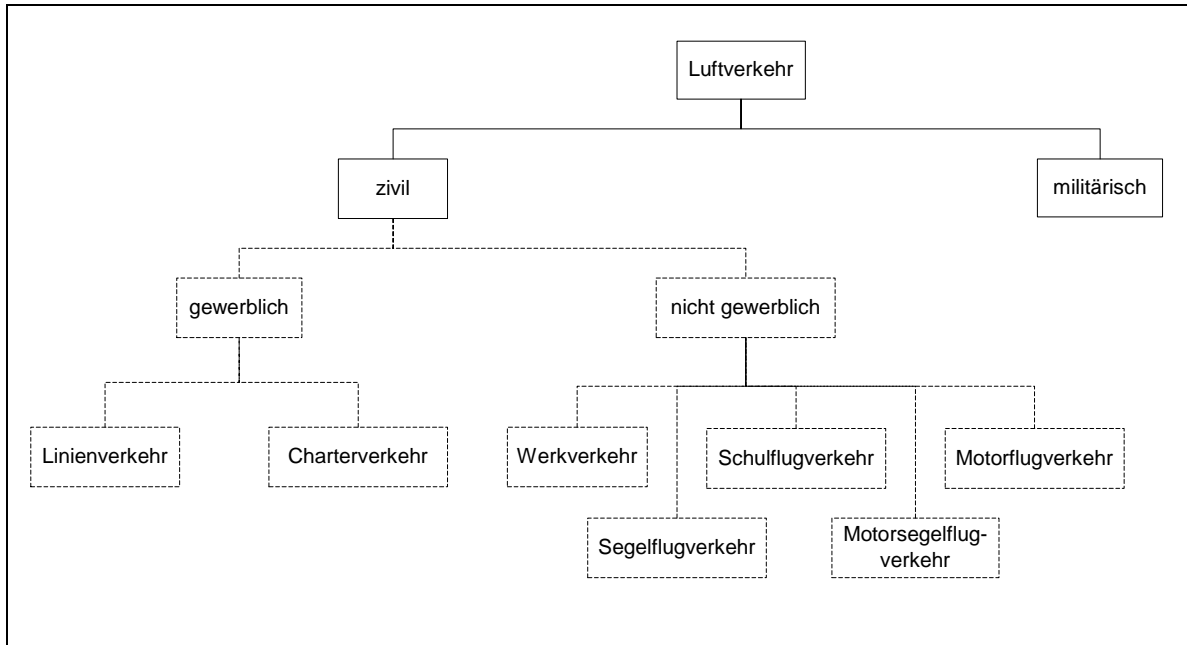 Luftverkehr
zivil
militärisch
gewerblich
nicht gewerblich
Linienverkehr
Charterverkehr
Werkverkehr
Schulflugverkehr
Motorflugverkehr
Segelflugverkehr
Motorsegelflug-
verkehr